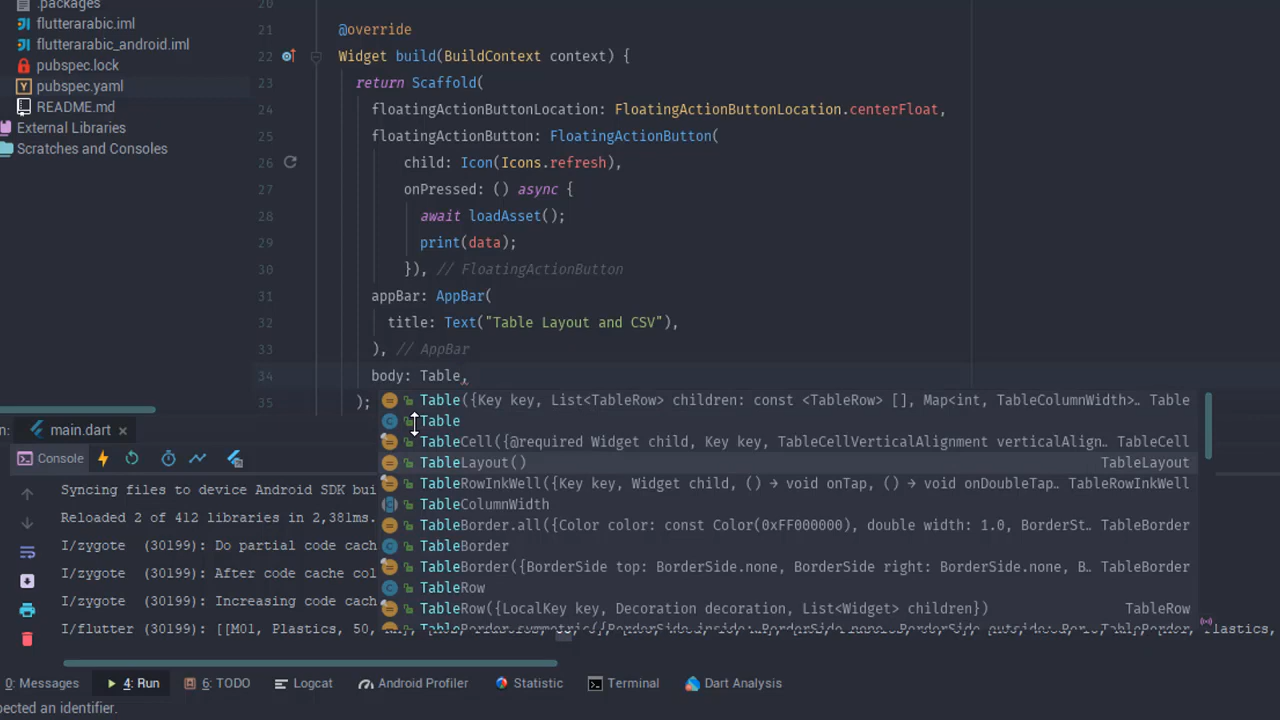 .packages
flutterarabic.iml
flutterarabic_android.iml
pubspec.lock
pubspec.yaml
README.md
External Libraries
Scratches and Consoles
20
21 @override
22 Widget build(BuildContext context) {
23 return Scaffold(
24 floatingActionButtonLocation: FloatingActionButtonLocation.centerFloat,
25 floatingActionButton: FloatingActionButton(
26 child: Icon(Icons.refresh),
27 onPressed: () async {
28 await loadAsset();
29 print(data);
30 }), // FloatingActionButton
31 appBar: AppBar(
32 title: Text("Table Layout and CSV"),
33 ), // AppBar
34 body: Table,
35 );
Table({Key key, List<TableRow> children: const <TableRow> [], Map<int, TableColumnWidth>… Table
Table
TableCell({@required Widget child, Key key, TableCellVerticalAlignment verticalAlign… TableCell
TableLayout() TableLayout
TableRowInkWell({Key key, Widget child, () → void onTap, () → void onDoubleTap… TableRowInkWell
TableColumnWidth
TableBorder.all({Color color: const Color(0xFF000000), double width: 1.0, BorderSt… TableBorder
TableBorder
TableBorder({BorderSide top: BorderSide.none, BorderSide right: BorderSide.none, B… TableBorder
TableRow
TableRow({LocalKey key, Decoration decoration, List<Widget> children}) TableRow
n: main.dart ×
Console
Syncing files to device Android SDK bui
Reloaded 2 of 412 libraries in 2,381ms.
I/zygote (30199): Do partial code cach
I/zygote (30199): After code cache col
I/zygote (30199): Increasing code cach
I/flutter (30199): [[M01, Plastics, 50,
0: Messages 4: Run 6: TODO Logcat Android Profiler Statistic Terminal Dart Analysis
pected an identifier.